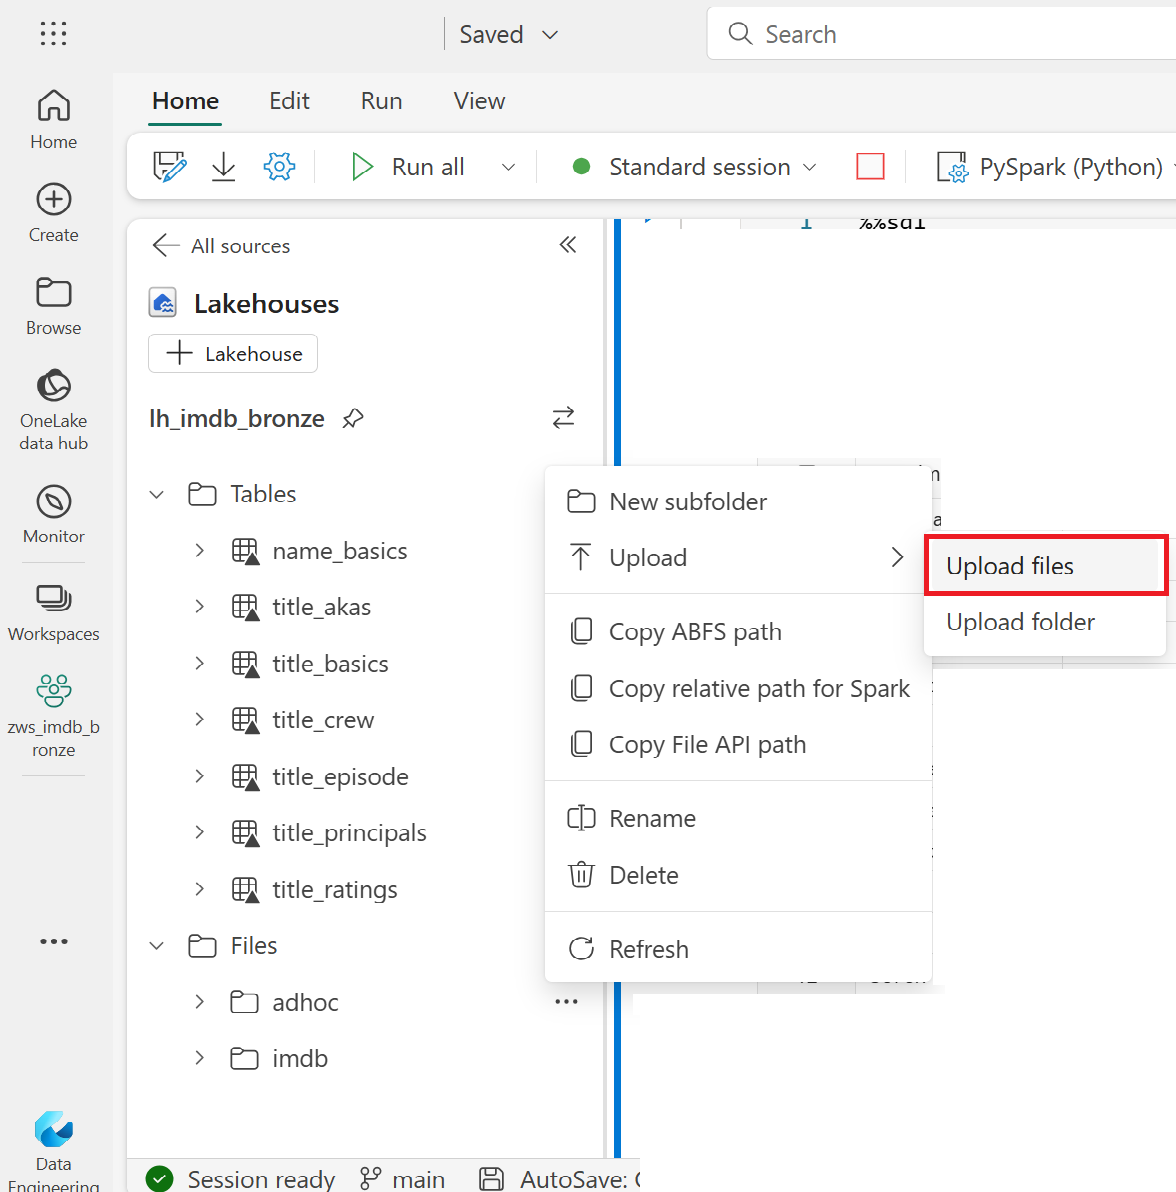 Saved
Search
Home Edit Run View
Run all Standard session PySpark (Python)
Home
Create
Browse
OneLake
data hub
Monitor
Workspaces
zws_imdb_b
ronze
Data
Engineering
All sources
Lakehouses
Lakehouse
lh_imdb_bronze
Tables
name_basics
title_akas
title_basics
title_crew
title_episode
title_principals
title_ratings
Files
adhoc
imdb
1 %%sql
New subfolder
Upload
Copy ABFS path
Copy relative path for Spark
Copy File API path
Rename
Delete
Refresh
Upload files
Upload folder
Session ready main AutoSave: